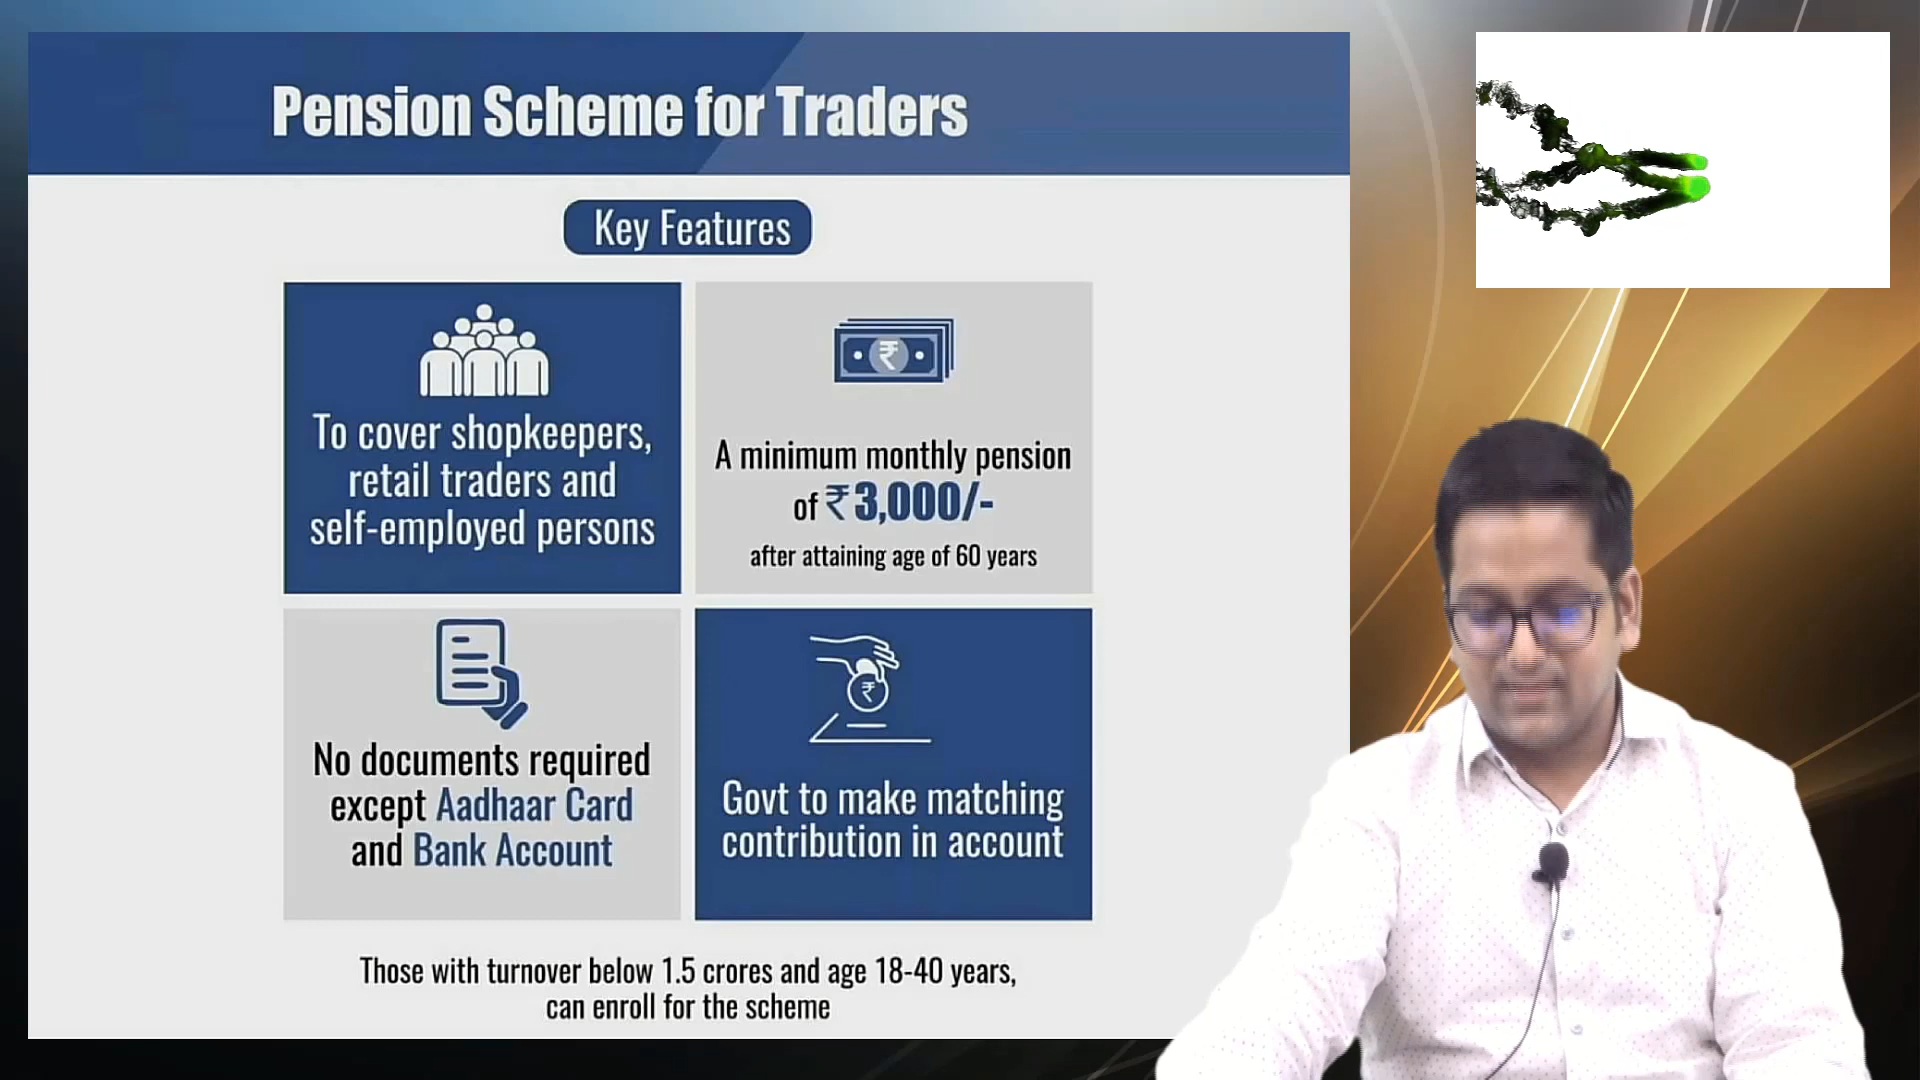 Pension Scheme for Traders
Key Features
To cover shopkeepers,
retail traders and
self-employed persons
A minimum monthly pension
of ₹3,000/-
after attaining age of 60 years
No documents required
except Aadhaar Card
and Bank Account
Govt to make matching
contribution in account
Those with turnover below 1.5 crores and age 18-40 years,
can enroll for the scheme